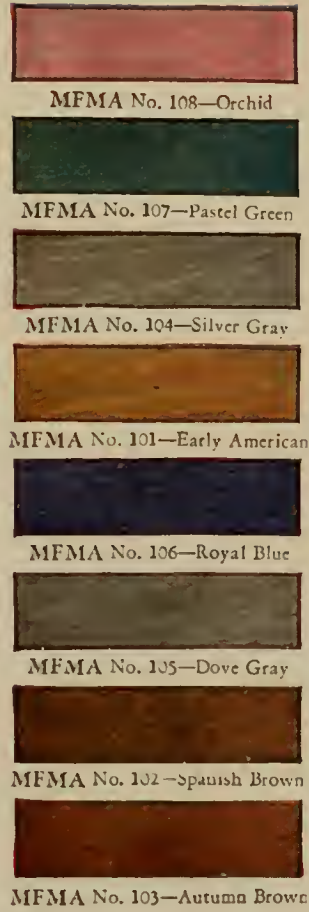 MFMA No. 108—Orchid
MFMA No. 107—Pastel Green
MFMA No. 104—Silver Gray
MFMA No. 101—Early American
MFMA No. 106—Royal Blue
MFMA No. 105—Dove Gray
MFMA No. 102—Spanish Brown
MFMA No. 103—Autumn Brown